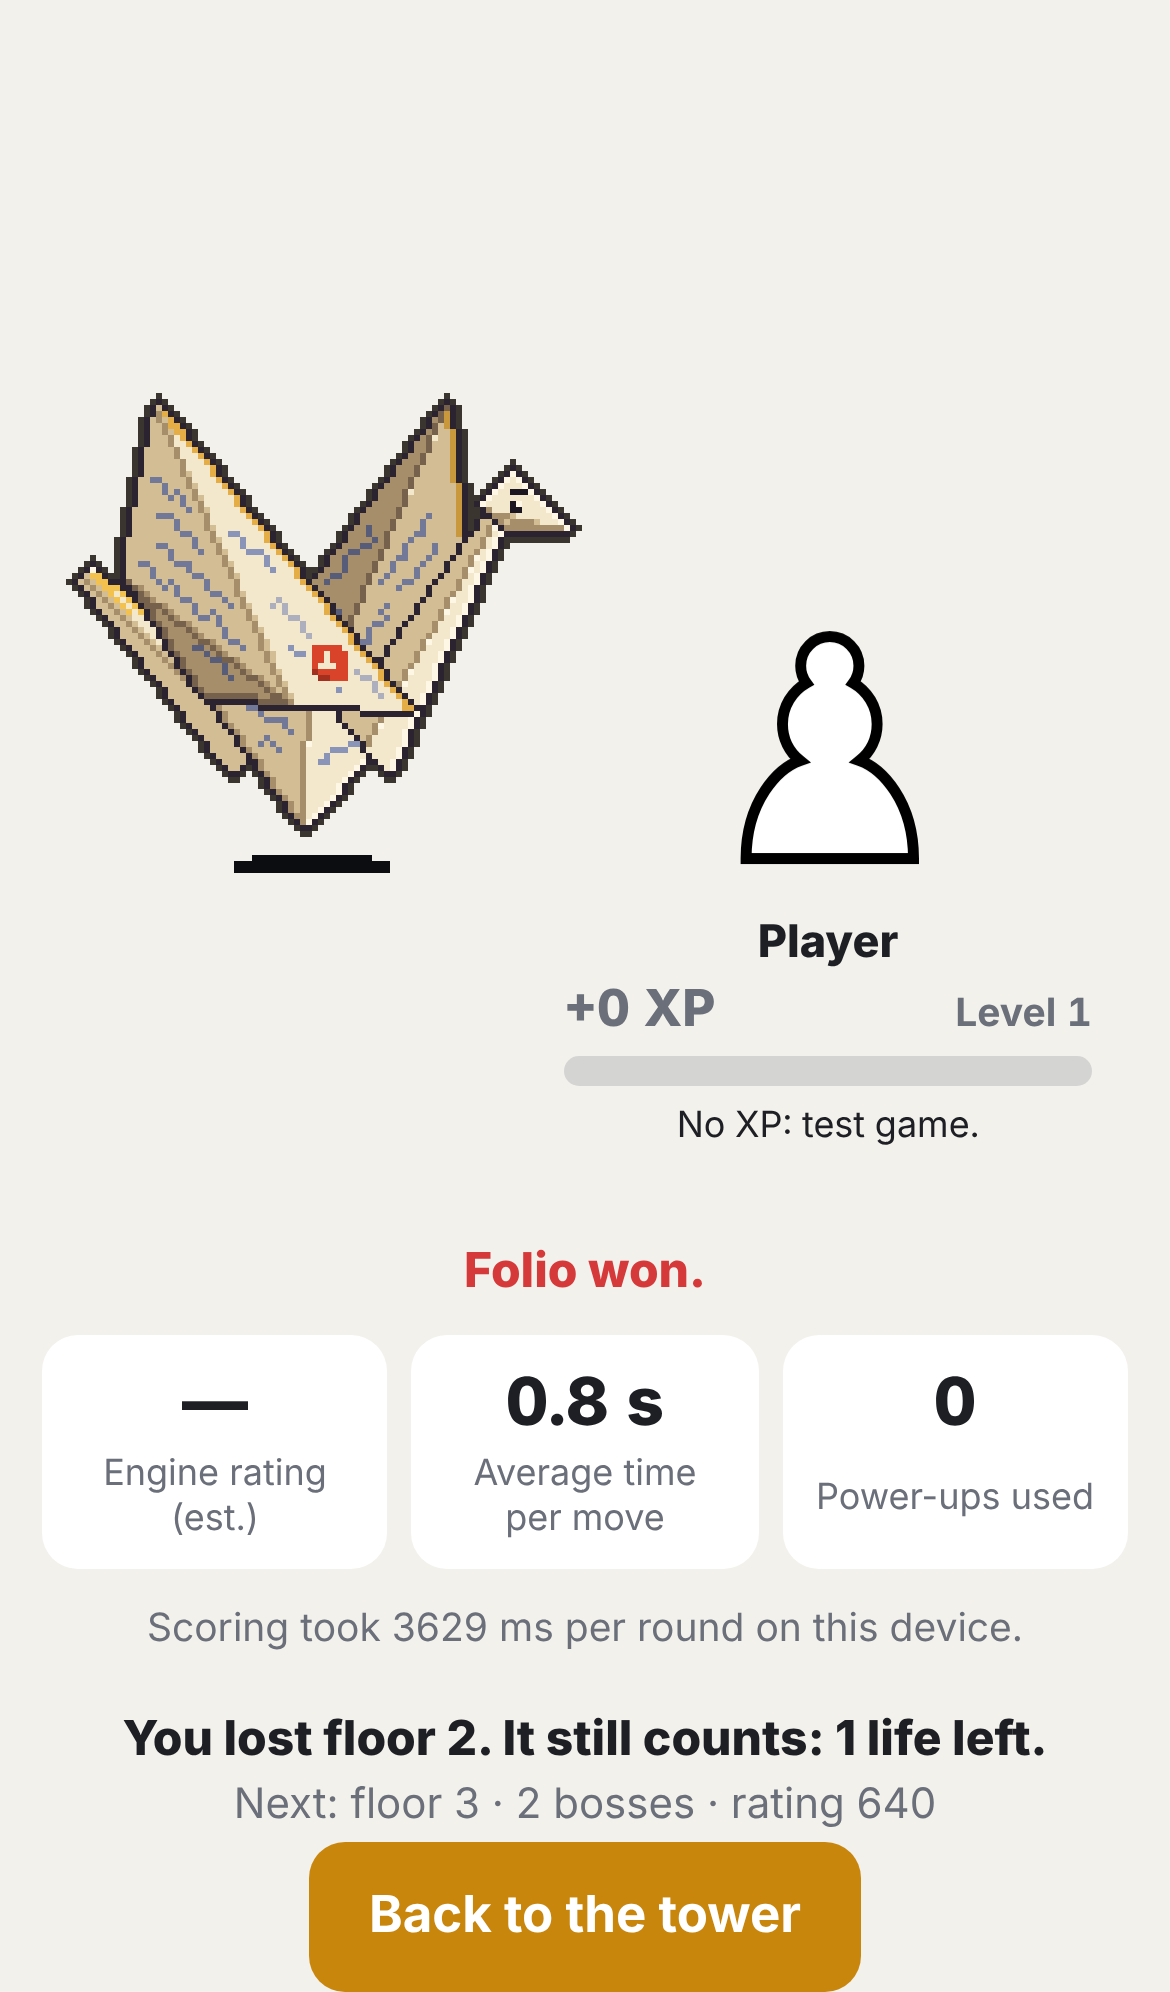 Player
+0 XP
Level 1
No XP: test game.
Folio won.
—
Engine rating
(est.)
0.8 s
Average time
per move
0
Power-ups used
Scoring took 3629 ms per round on this device.
You lost floor 2. It still counts: 1 life left.
Next: floor 3 · 2 bosses · rating 640
Back to the tower